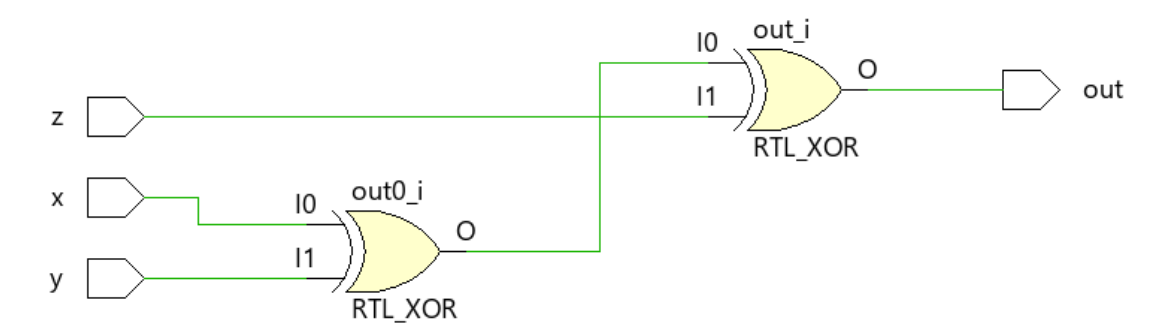 out_i
I0
O
I1
out
z
RTL_XOR
x
out0_i
I0
O
I1
y
RTL_XOR